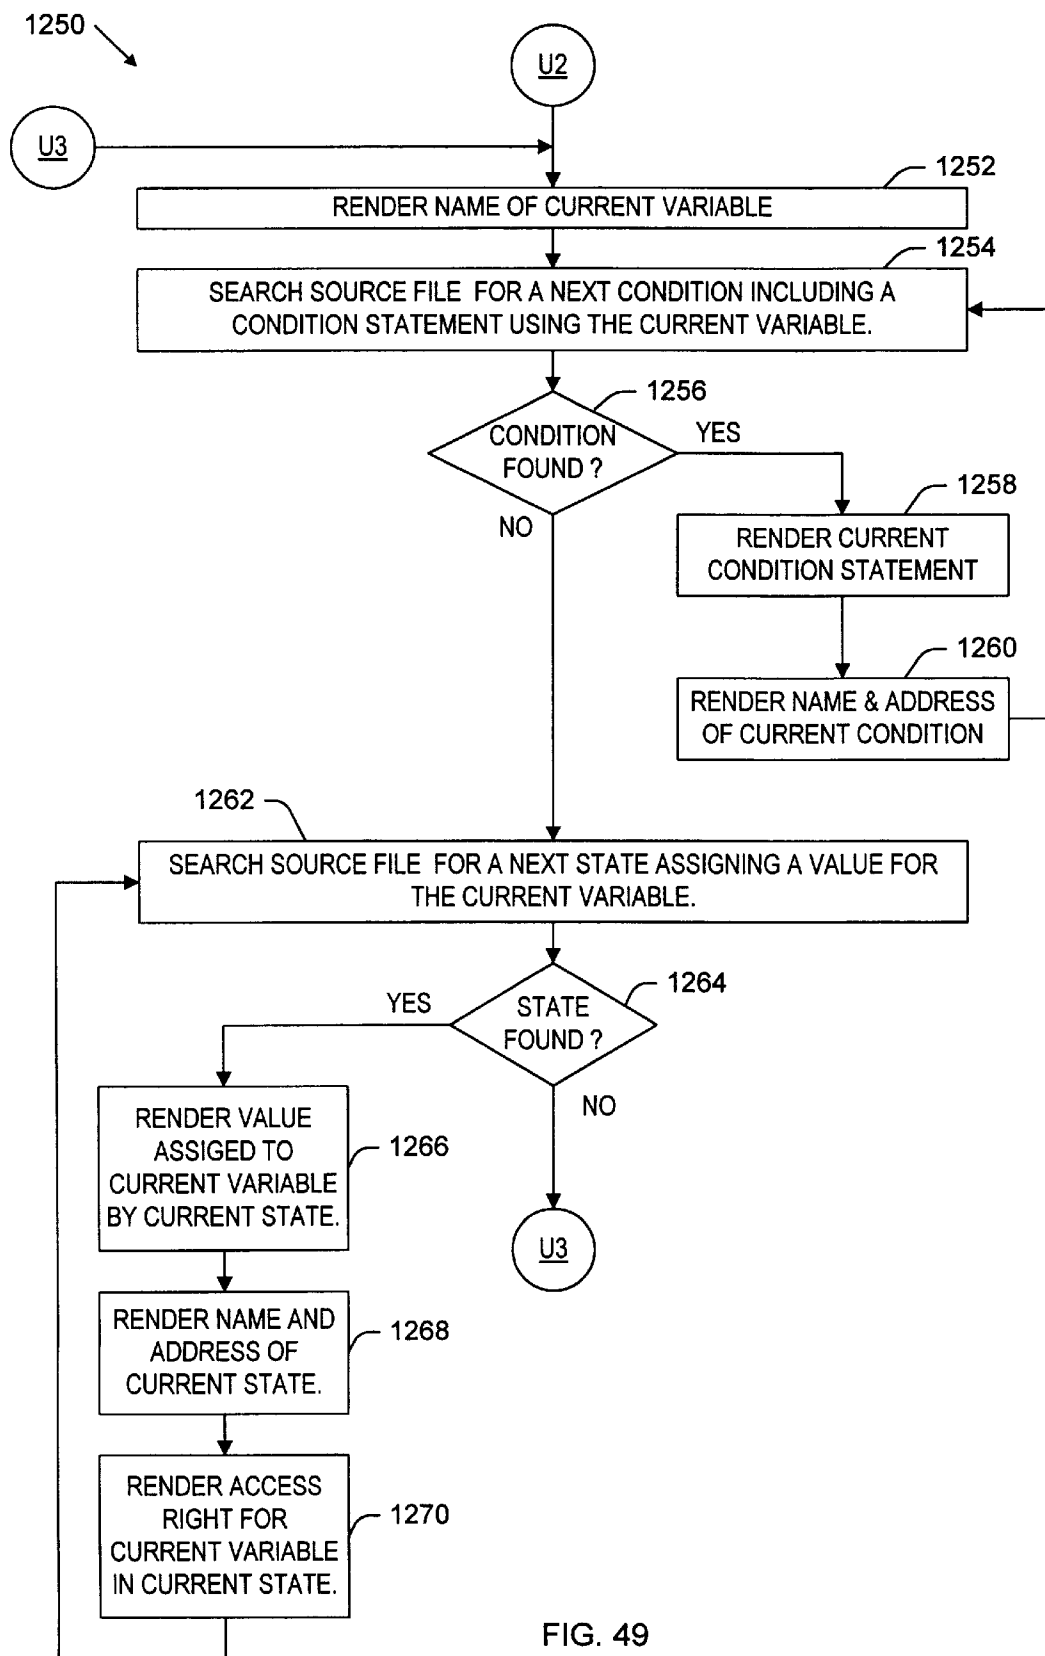 1250
U2
U3
1252
RENDER NAME OF CURRENT VARIABLE
1254
SEARCH SOURCE FILE FOR A NEXT CONDITION INCLUDING A
CONDITION STATEMENT USING THE CURRENT VARIABLE.
1256
CONDITION
FOUND ?
YES
NO
1258
RENDER CURRENT
CONDITION STATEMENT
1260
RENDER NAME & ADDRESS
OF CURRENT CONDITION
1262
SEARCH SOURCE FILE FOR A NEXT STATE ASSIGNING A VALUE FOR
THE CURRENT VARIABLE.
1264
STATE
FOUND ?
YES
NO
RENDER VALUE
ASSIGED TO
CURRENT VARIABLE
BY CURRENT STATE.
1266
U3
RENDER NAME AND
ADDRESS OF
CURRENT STATE.
1268
RENDER ACCESS
RIGHT FOR
CURRENT VARIABLE
IN CURRENT STATE.
1270
FIG. 49